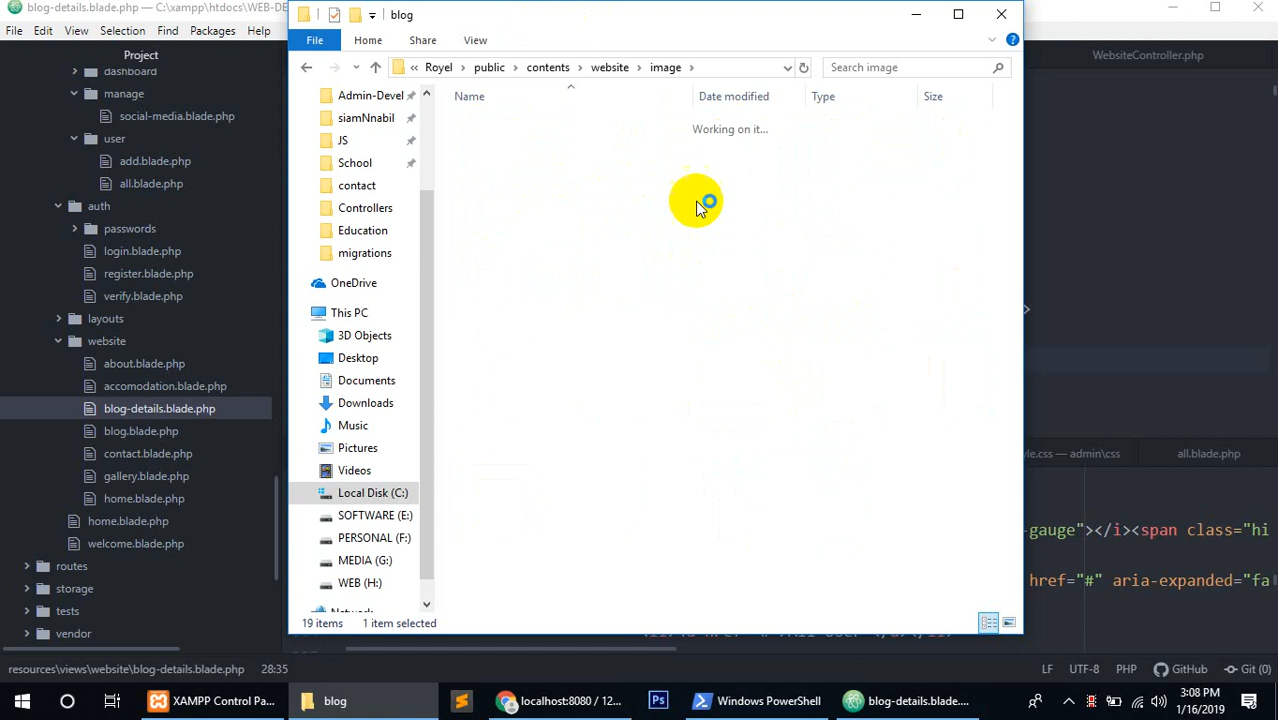 blog-details.blade.php — C:\xampp\htdocs\WEB-DE
File Edit View Selection Find Packages Help
Project
dashboard
manage
social-media.blade.php
user
add.blade.php
all.blade.php
auth
passwords
login.blade.php
register.blade.php
verify.blade.php
layouts
website
about.blade.php
accomodation.blade.php
blog-details.blade.php
blog.blade.php
contact.blade.php
gallery.blade.php
home.blade.php
home.blade.php
welcome.blade.php
routes
storage
tests
vendor
resources\views\website\blog-details.blade.php 28:35
blog
File Home Share View
« Royel › public › contents › website › image ›
Search image
Name Date modified Type Size
Working on it...
Admin-Devel
siamNnabil
JS
School
contact
Controllers
Education
migrations
OneDrive
This PC
3D Objects
Desktop
Documents
Downloads
Music
Pictures
Videos
Local Disk (C:)
SOFTWARE (E:)
PERSONAL (F:)
MEDIA (G:)
WEB (H:)
19 items 1 item selected
WebsiteController.php
yle.css — admin\css all.blade.php
-gauge"></i><span class="hi
href="#" aria-expanded="fa
LF UTF-8 PHP GitHub Git (0)
XAMPP Control Pa...
blog
localhost:8080 / 12...
Ps
Windows PowerShell
blog-details.blade....
3:08 PM
1/16/2019